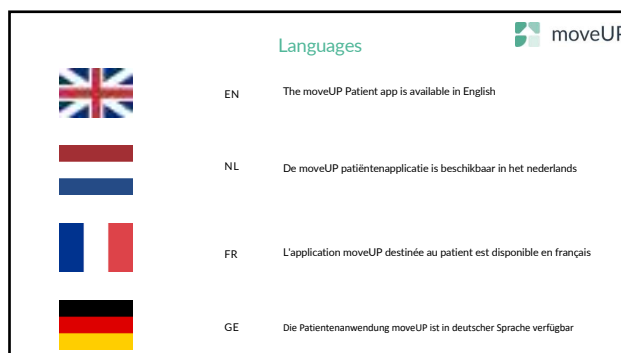 Languages
moveUP
EN
The moveUP Patient app is available in English
NL
De moveUP patiëntenapplicatie is beschikbaar in het nederlands
FR
L'application moveUP destinée au patient est disponible en français
GE
Die Patientenanwendung moveUP ist in deutscher Sprache verfügbar